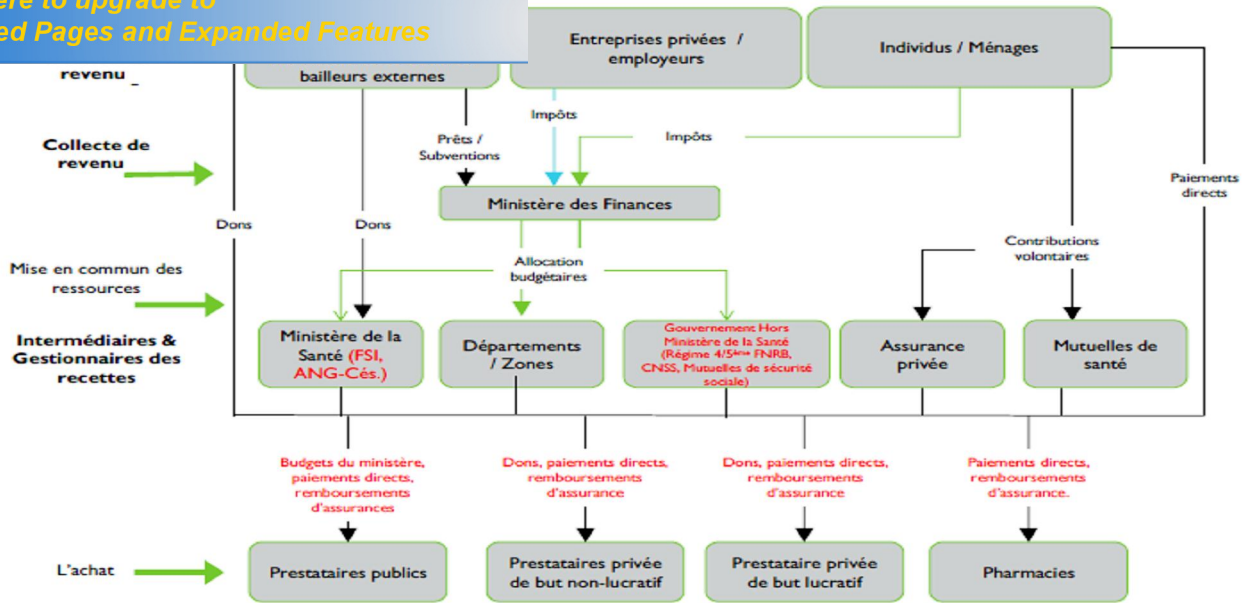 ere to upgrade to
ed Pages and Expanded Features
revenu
bailleurs externes
Entreprises privées /
employeurs
Individus / Ménages
Impôts
Impôts
Prêts /
Subventions
Collecte de
revenu
Paiements
directs
Ministère des Finances
Dons
Dons
Contributions
volontaires
Allocation
budgétaires
Mise en commun des
ressources
Intermédiaires &
Gestionnaires des
recettes
Ministère de la
Santé (FSI,
ANG-Cés.)
Départements
/ Zones
Gouvernement Hors
Ministère de la Santé
(Régime 4/5ème FNRB,
CNSS, Mutuelles de sécurité
sociale)
Assurance
privée
Mutuelles de
santé
Budgets du ministère,
paiements directs,
remboursements
d'assurances
Dons, paiements directs,
remboursements
d'assurance
Dons, paiements directs,
remboursements
d'assurance
Paiements directs,
remboursements
d'assurance.
L'achat
Prestataires publics
Prestataires privée
de but non-lucratif
Prestataire privée
de but lucratif
Pharmacies